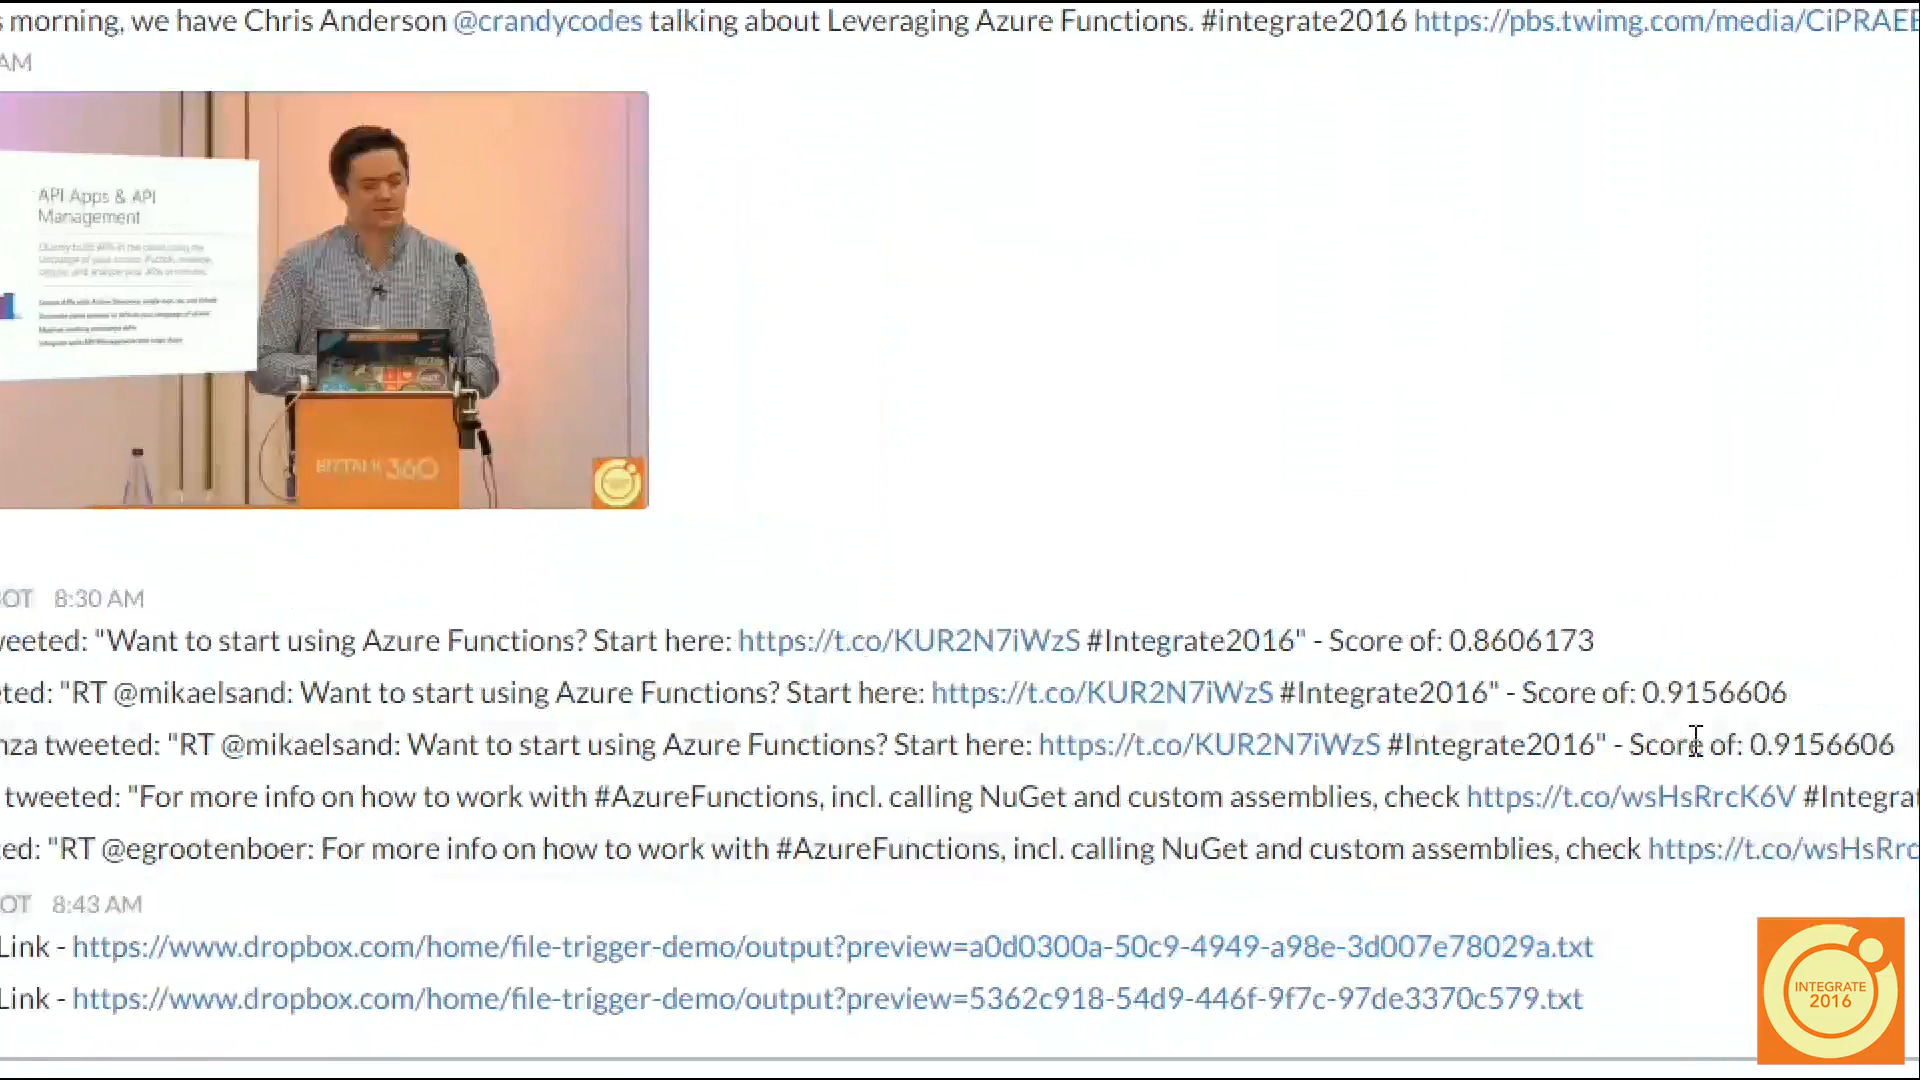 s morning, we have Chris Anderson @crandycodes talking about Leveraging Azure Functions. #integrate2016 https://pbs.twimg.com/media/CiPRAEE
AM
API Apps & API
Management
BIZTALK 360
OT 8:30 AM
weeted: "Want to start using Azure Functions? Start here: https://t.co/KUR2N7iWzS #Integrate2016" - Score of: 0.8606173
ted: "RT @mikaelsand: Want to start using Azure Functions? Start here: https://t.co/KUR2N7iWzS #Integrate2016" - Score of: 0.9156606
nza tweeted: "RT @mikaelsand: Want to start using Azure Functions? Start here: https://t.co/KUR2N7iWzS #Integrate2016" - Score of: 0.9156606
tweeted: "For more info on how to work with #AzureFunctions, incl. calling NuGet and custom assemblies, check https://t.co/wsHsRrcK6V #Integrat
ted: "RT @egrootenboer: For more info on how to work with #AzureFunctions, incl. calling NuGet and custom assemblies, check https://t.co/wsHsRrc
OT 8:43 AM
Link - https://www.dropbox.com/home/file-trigger-demo/output?preview=a0d0300a-50c9-4949-a98e-3d007e78029a.txt
Link - https://www.dropbox.com/home/file-trigger-demo/output?preview=5362c918-54d9-446f-9f7c-97de3370c579.txt
INTEGRATE
2016